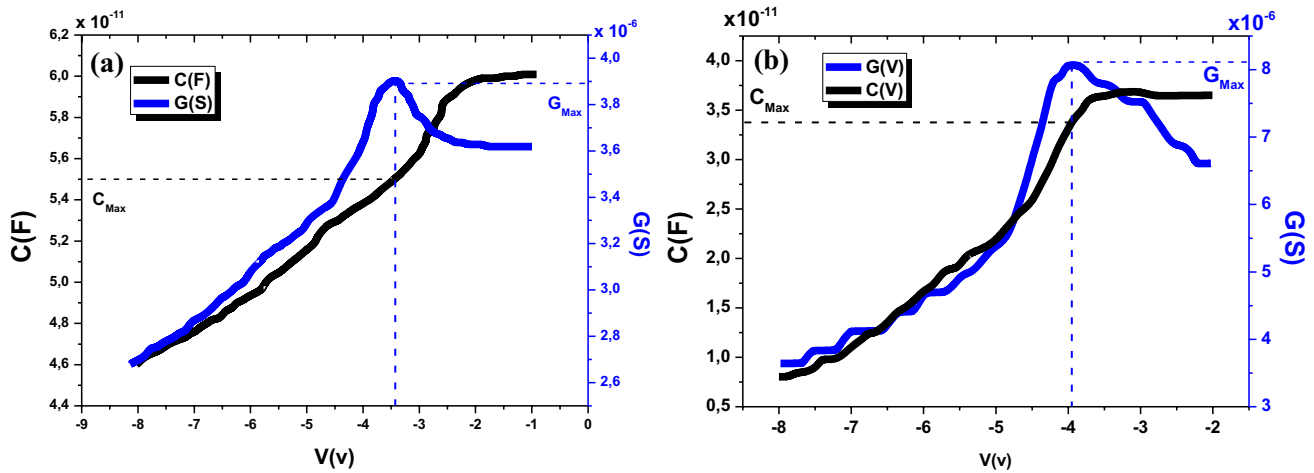 x 10⁻¹¹
x 10⁻⁶
(a)
C(F)
G(S)
6,2
6,0
5,8
5,6
5,4
5,2
5,0
4,8
4,6
4,4
C(F)
4,0
3,9
3,8
3,7
3,6
3,5
3,4
3,3
3,2
3,1
3,0
2,9
2,8
2,7
2,6
2,5
G(S)
G_Max
C_Max
-9 -8 -7 -6 -5 -4 -3 -2 -1 0
V(v)
x10⁻¹¹
x10⁻⁶
(b)
G(V)
C(V)
4,0
3,5
3,0
2,5
2,0
1,5
1,0
0,5
C(F)
8
7
6
5
4
3
G(S)
G_Max
C_Max
-8 -7 -6 -5 -4 -3 -2
V(v)